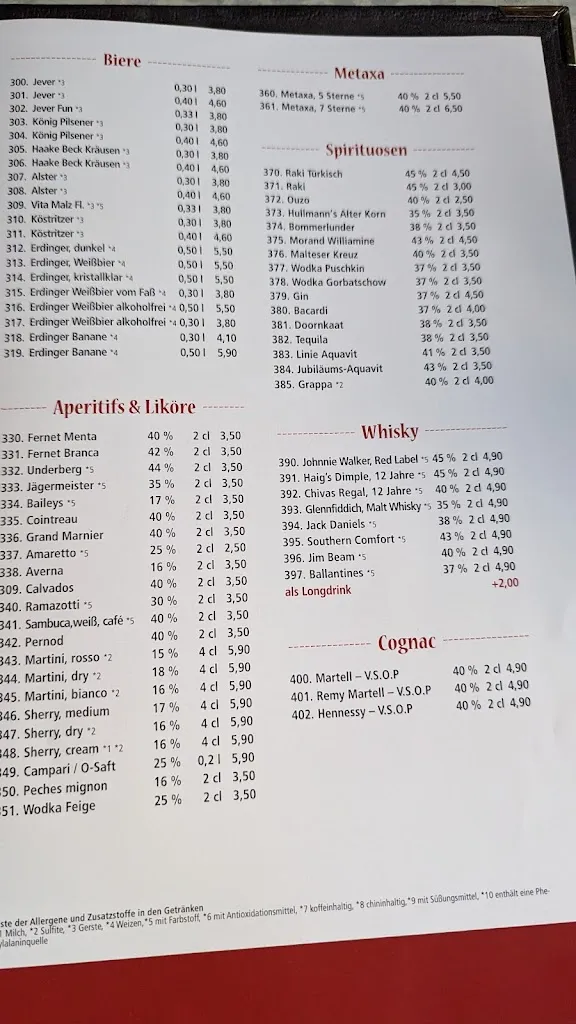 Biere
300. Jever *3 0,30 l 3,80
301. Jever *3 0,40 l 4,60
302. Jever Fun *3 0,33 l 3,80
303. König Pilsener *3 0,30 l 3,80
304. König Pilsener *3 0,40 l 4,60
305. Haake Beck Kräusen *3 0,30 l 3,80
306. Haake Beck Kräusen *3 0,40 l 4,60
307. Alster *3 0,30 l 3,80
308. Alster *3 0,40 l 4,60
309. Vita Malz Fl. *3 *5 0,33 l 3,80
310. Köstritzer *3 0,30 l 3,80
311. Köstritzer *3 0,40 l 4,60
312. Erdinger, dunkel *4 0,50 l 5,50
313. Erdinger, Weißbier *4 0,50 l 5,50
314. Erdinger, kristallklar *4 0,50 l 5,50
315. Erdinger Weißbier vom Faß *4 0,30 l 3,80
316. Erdinger Weißbier alkoholfrei *4 0,50 l 5,50
317. Erdinger Weißbier alkoholfrei *4 0,30 l 3,80
318. Erdinger Banane *4 0,30 l 4,10
319. Erdinger Banane *4 0,50 l 5,90
Aperitifs & Liköre
330. Fernet Menta 40 % 2 cl 3,50
331. Fernet Branca 42 % 2 cl 3,50
332. Underberg *5 44 % 2 cl 3,50
333. Jägermeister *5 35 % 2 cl 3,50
334. Baileys *5 17 % 2 cl 3,50
335. Cointreau 40 % 2 cl 3,50
336. Grand Marnier 40 % 2 cl 3,50
337. Amaretto *5 25 % 2 cl 2,50
338. Averna 16 % 2 cl 3,50
309. Calvados 40 % 2 cl 3,50
340. Ramazotti *5 30 % 2 cl 3,50
341. Sambuca,weiß, café *5 40 % 2 cl 3,50
342. Pernod 40 % 2 cl 3,50
343. Martini, rosso *2 15 % 4 cl 5,90
344. Martini, dry *2 18 % 4 cl 5,90
345. Martini, bianco *2 16 % 4 cl 5,90
346. Sherry, medium 17 % 4 cl 5,90
347. Sherry, dry *2 16 % 4 cl 5,90
348. Sherry, cream *1 *2 16 % 4 cl 5,90
349. Campari / O-Saft 25 % 0,2 l 5,90
350. Peches mignon 16 % 2 cl 3,50
351. Wodka Feige 25 % 2 cl 3,50
Metaxa
360. Metaxa, 5 Sterne *5 40 % 2 cl 5,50
361. Metaxa, 7 Sterne *5 40 % 2 cl 6,50
Spirituosen
370. Raki Türkisch 45 % 2 cl 4,50
371. Raki 45 % 2 cl 3,00
372. Ouzo 40 % 2 cl 2,50
373. Hullmann's Alter Korn 35 % 2 cl 3,50
374. Bommerlunder 38 % 2 cl 3,50
375. Morand Williamine 43 % 2 cl 4,50
376. Malteser Kreuz 40 % 2 cl 3,50
377. Wodka Puschkin 37 % 2 cl 3,50
378. Wodka Gorbatschow 37 % 2 cl 3,50
379. Gin 37 % 2 cl 4,50
380. Bacardi 37 % 2 cl 4,00
381. Doornkaat 38 % 2 cl 3,50
382. Tequila 38 % 2 cl 3,50
383. Linie Aquavit 41 % 2 cl 3,50
384. Jubiläums-Aquavit 43 % 2 cl 3,50
385. Grappa *2 40 % 2 cl 4,00
Whisky
390. Johnnie Walker, Red Label *5 45 % 2 cl 4,90
391. Haig's Dimple, 12 Jahre *5 45 % 2 cl 4,90
392. Chivas Regal, 12 Jahre *5 40 % 2 cl 4,90
393. Glennfiddich, Malt Whisky *5 35 % 2 cl 4,90
394. Jack Daniels *5 38 % 2 cl 4,90
395. Southern Comfort *5 43 % 2 cl 4,90
396. Jim Beam *5 40 % 2 cl 4,90
397. Ballantines *5 37 % 2 cl 4,90
als Longdrink +2,00
Cognac
400. Martell – V.S.O.P 40 % 2 cl 4,90
401. Remy Martell – V.S.O.P 40 % 2 cl 4,90
402. Hennessy – V.S.O.P 40 % 2 cl 4,90
ste der Allergene und Zusatzstoffe in den Getränken
1 Milch, *2 Sulfite, *3 Gerste, *4 Weizen,*5 mit Farbstoff, *6 mit Antioxidationsmittel, *7 koffeinhaltig, *8 chininhaltig,*9 mit Süßungsmittel, *10 enthält eine Phe-
ylalaninquelle